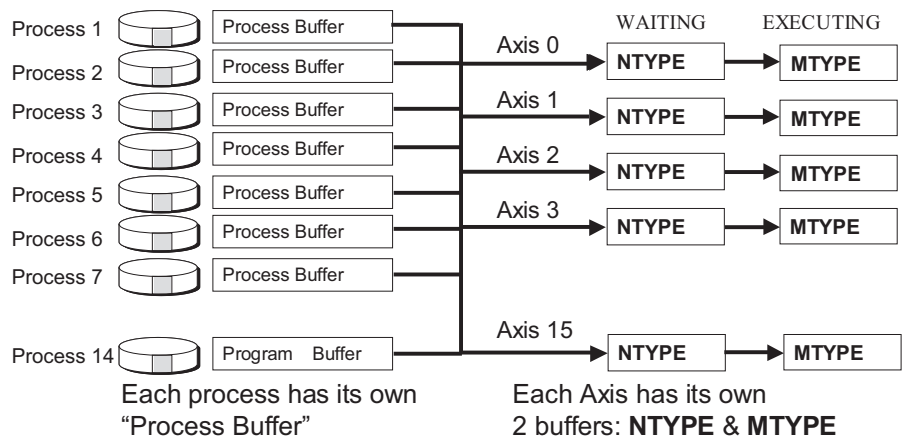 WAITING EXECUTING
Process 1 Process Buffer
Axis 0 NTYPE MTYPE
Process 2 Process Buffer
Process 3 Process Buffer
Axis 1 NTYPE MTYPE
Process 4 Process Buffer
Axis 2 NTYPE MTYPE
Process 5 Process Buffer
Axis 3 NTYPE MTYPE
Process 6 Process Buffer
Process 7 Process Buffer
Axis 15 NTYPE MTYPE
Process 14 Program Buffer
Each process has its own
“Process Buffer”
Each Axis has its own
2 buffers: NTYPE & MTYPE